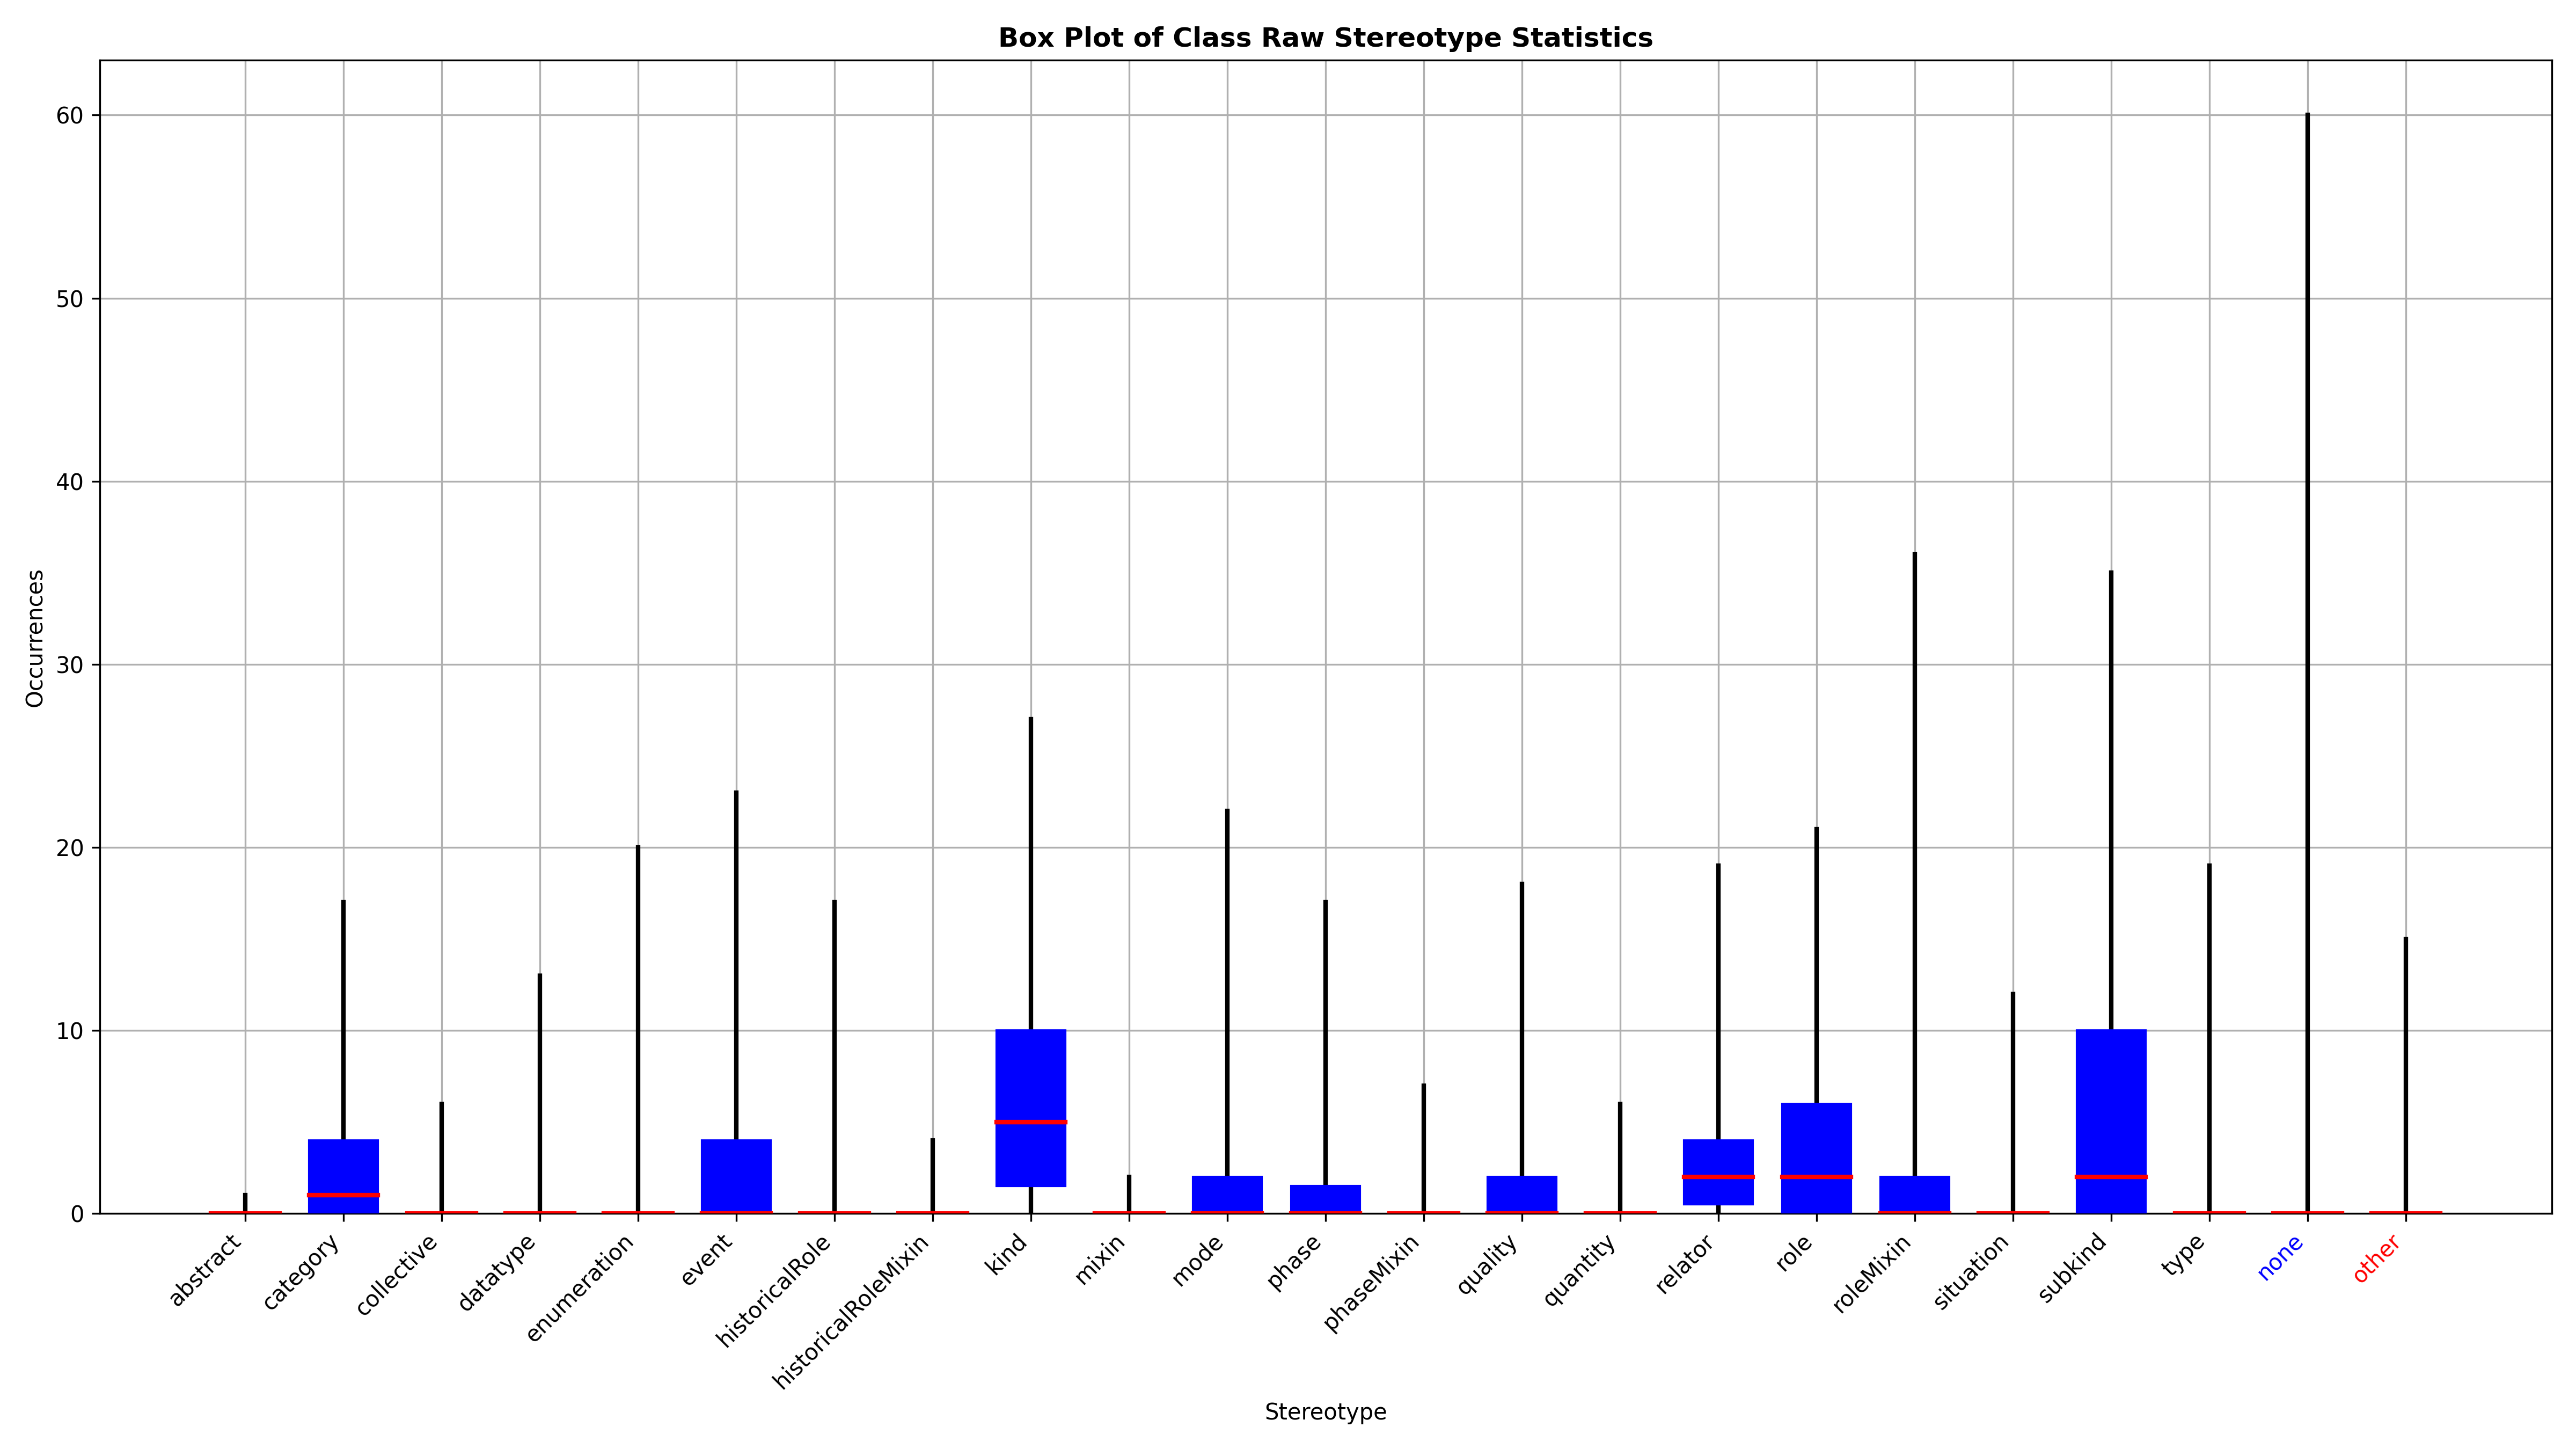 Box Plot of Class Raw Stereotype Statistics
60
50
40
30
20
10
0
Occurrences
abstract
category
collective
datatype
enumeration
event
historicalRole
historicalRoleMixin
kind
mixin
mode
phase
phaseMixin
quality
quantity
relator
role
roleMixin
situation
subkind
type
none
other
Stereotype